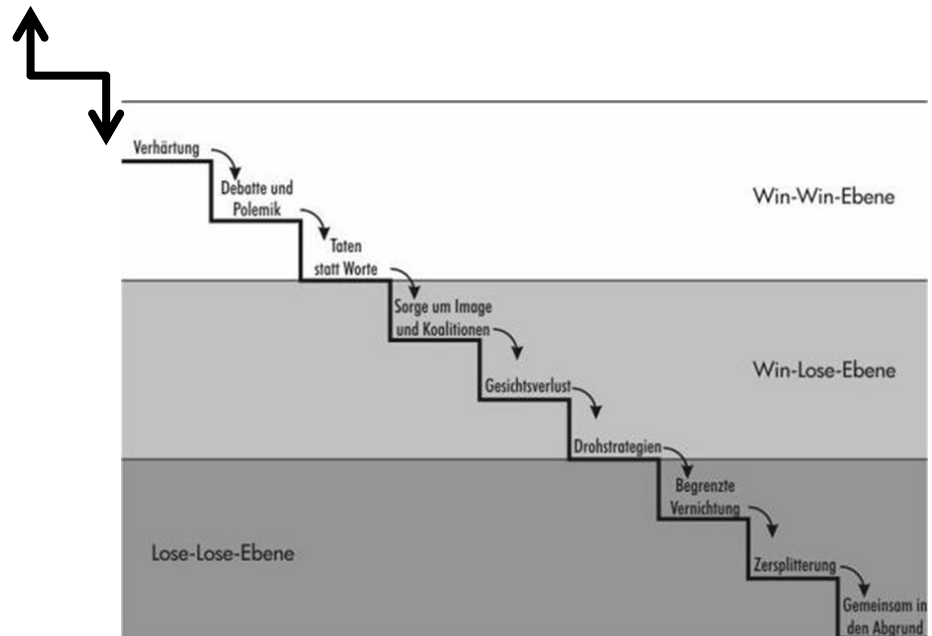 Verhärtung
Debatte und
Polemik
Win-Win-Ebene
Taten
statt Worte
Sorge um Image
und Koalitionen
Win-Lose-Ebene
Gesichtsverlust
Drohstrategien
Begrenzte
Vernichtung
Lose-Lose-Ebene
Zersplitterung
Gemeinsam in
den Abgrund